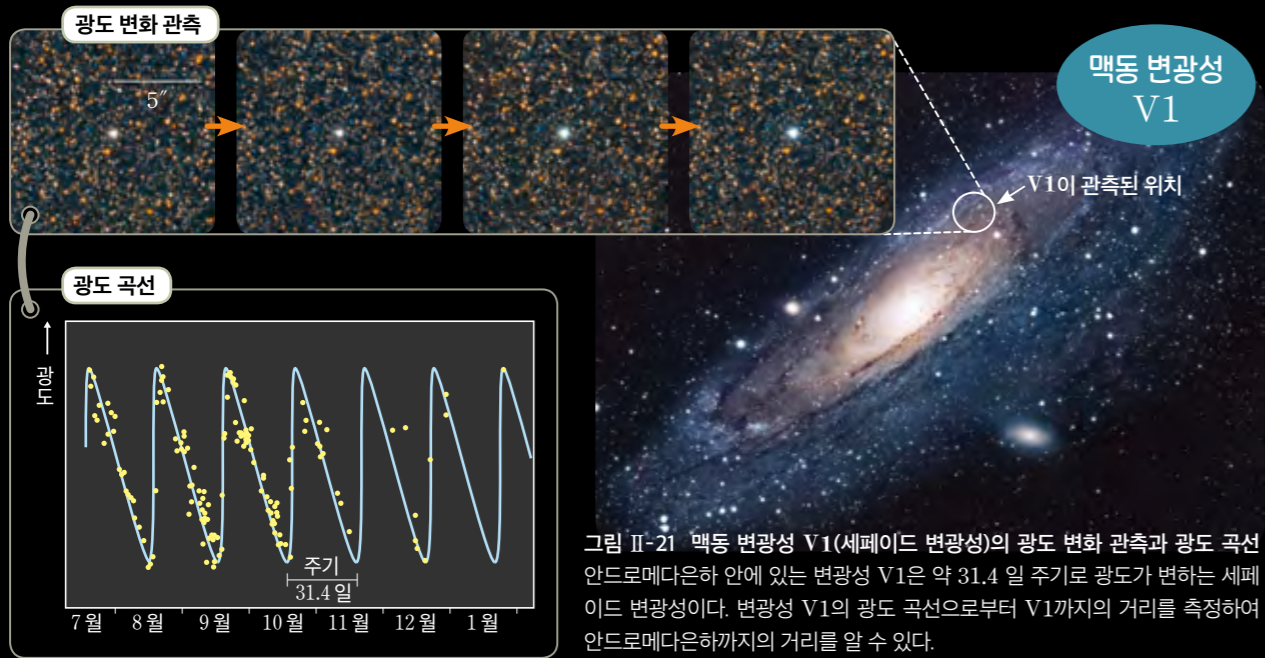 광도 변화 관측
5″
맥동 변광성
V1
V1이 관측된 위치
광도 곡선
광도
주기
31.4 일
7 월 8 월 9 월 10 월 11 월 12 월 1 월
그림 Ⅱ-21 맥동 변광성 V1(세페이드 변광성)의 광도 변화 관측과 광도 곡선
안드로메다은하 안에 있는 변광성 V1은 약 31.4 일 주기로 광도가 변하는 세페
이드 변광성이다. 변광성 V1의 광도 곡선으로부터 V1까지의 거리를 측정하여
안드로메다은하까지의 거리를 알 수 있다.